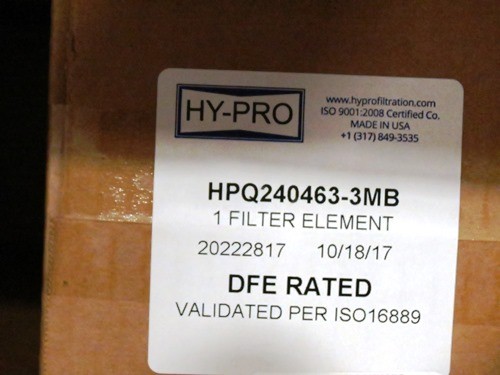 HY-PRO
www.hyprofiltration.com
ISO 9001:2008 Certified Co.
MADE IN USA
+1 (317) 849-3535
HPQ240463-3MB
1 FILTER ELEMENT
20222817 10/18/17
DFE RATED
VALIDATED PER ISO16889